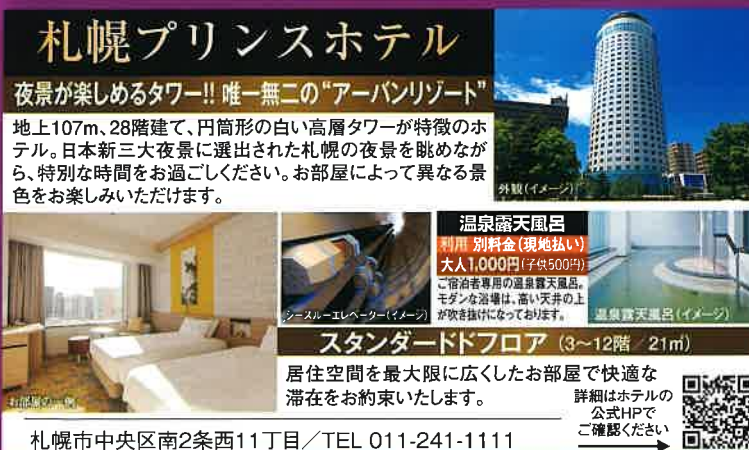 札幌プリンスホテル
夜景が楽しめるタワー!! 唯一無二の“アーバンリゾート”
地上107m、28階建て、円筒形の白い高層タワーが特徴のホ
テル。日本新三大夜景に選出された札幌の夜景を眺めなが
ら、特別な時間をお過ごしください。お部屋によって異なる景
色をお楽しみいただけます。
外観(イメージ)
シースルーエレベーター(イメージ)
温泉露天風呂
利用 別料金(現地払い)
大人1,000円(子供500円)
ご宿泊者専用の温泉露天風呂。
モダンな浴場は、高い天井の上
が吹き抜けになっております。
温泉露天風呂(イメージ)
お部屋の一例
スタンダードドフロア (3~12階/21㎡)
居住空間を最大限に広くしたお部屋で快適な
滞在をお約束いたします。
詳細はホテルの
公式HPで
ご確認ください
札幌市中央区南2条西11丁目/TEL 011-241-1111